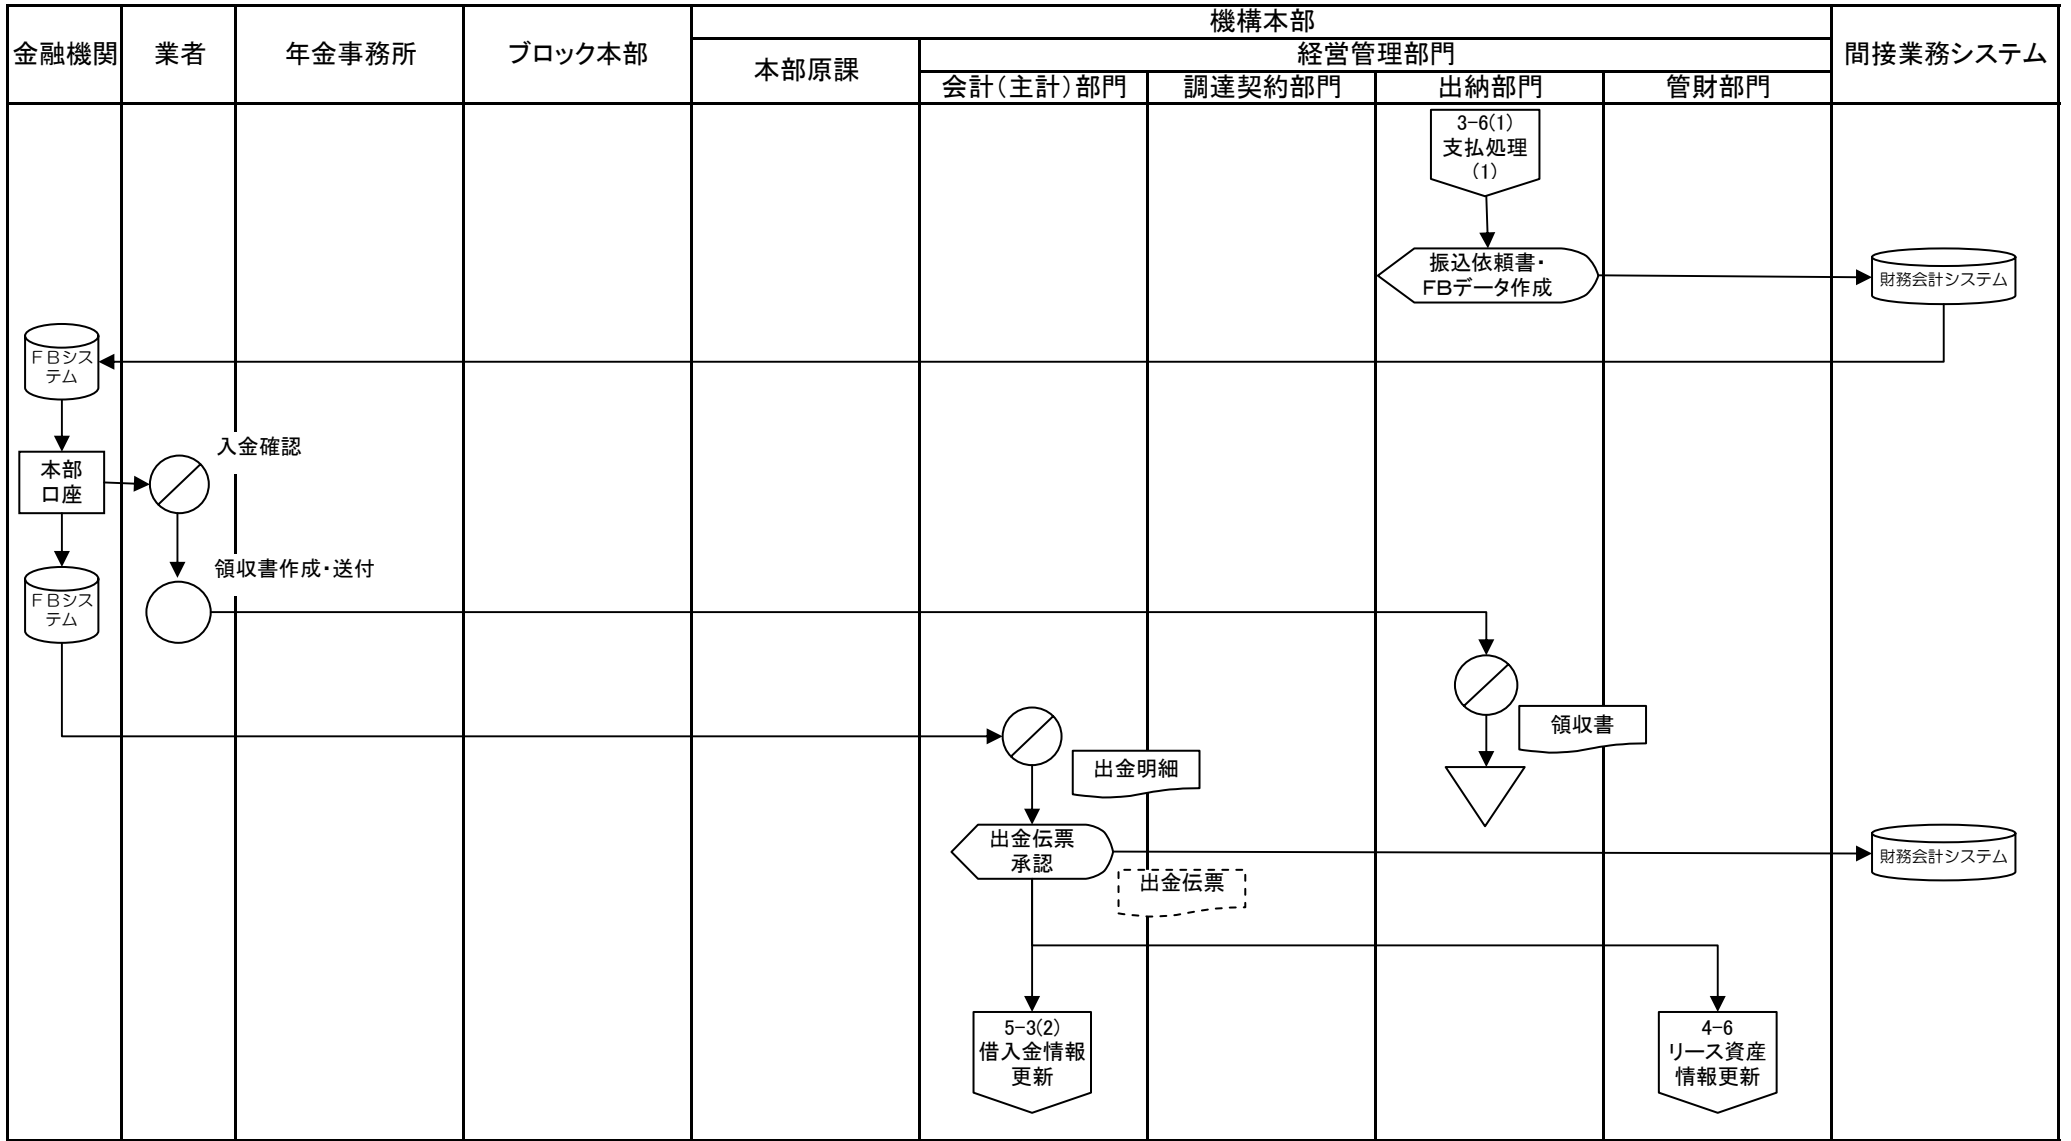 機構本部
金融機関
業者
年金事務所
ブロック本部
本部原課
経営管理部門
間接業務システム
会計(主計)部門
調達契約部門
出納部門
管財部門
3-6(1)
支払処理
(1)
振込依頼書・
FBデータ作成
財務会計システム
FBシス
テム
入金確認
本部
口座
領収書作成・送付
FBシス
テム
領収書
出金明細
出金伝票
承認
財務会計システム
出金伝票
5-3(2)
借入金情報
更新
4-6
リース資産
情報更新